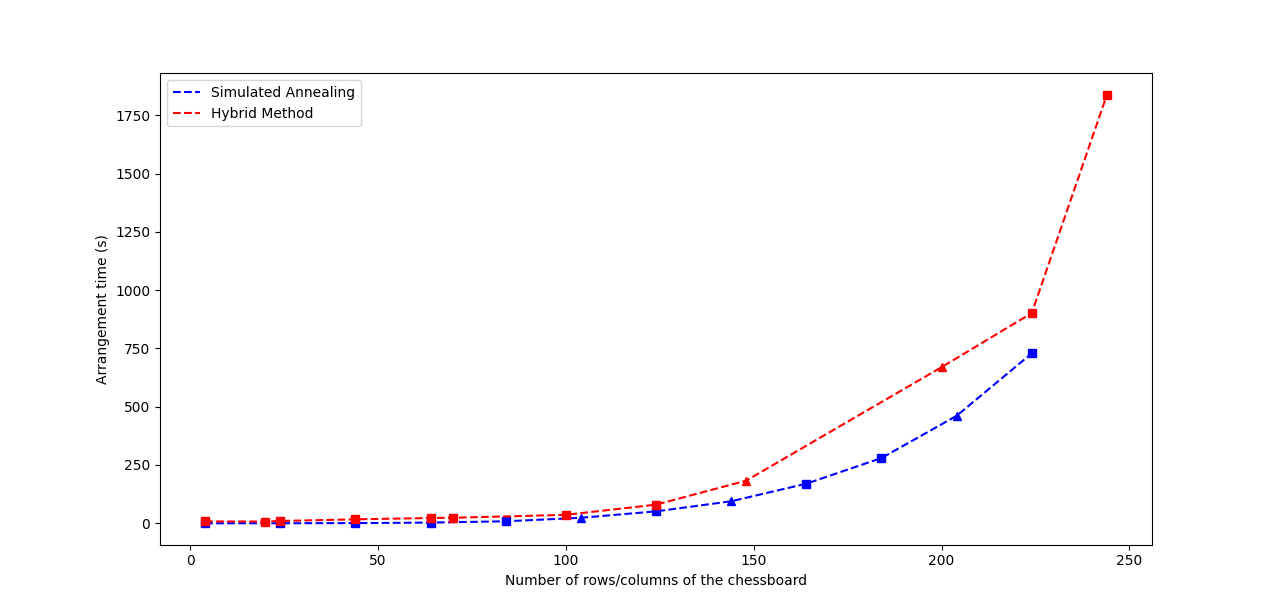 Simulated Annealing
Hybrid Method
1750
1500
1250
1000
750
500
250
0
Arrangement time (s)
0 50 100 150 200 250
Number of rows/columns of the chessboard